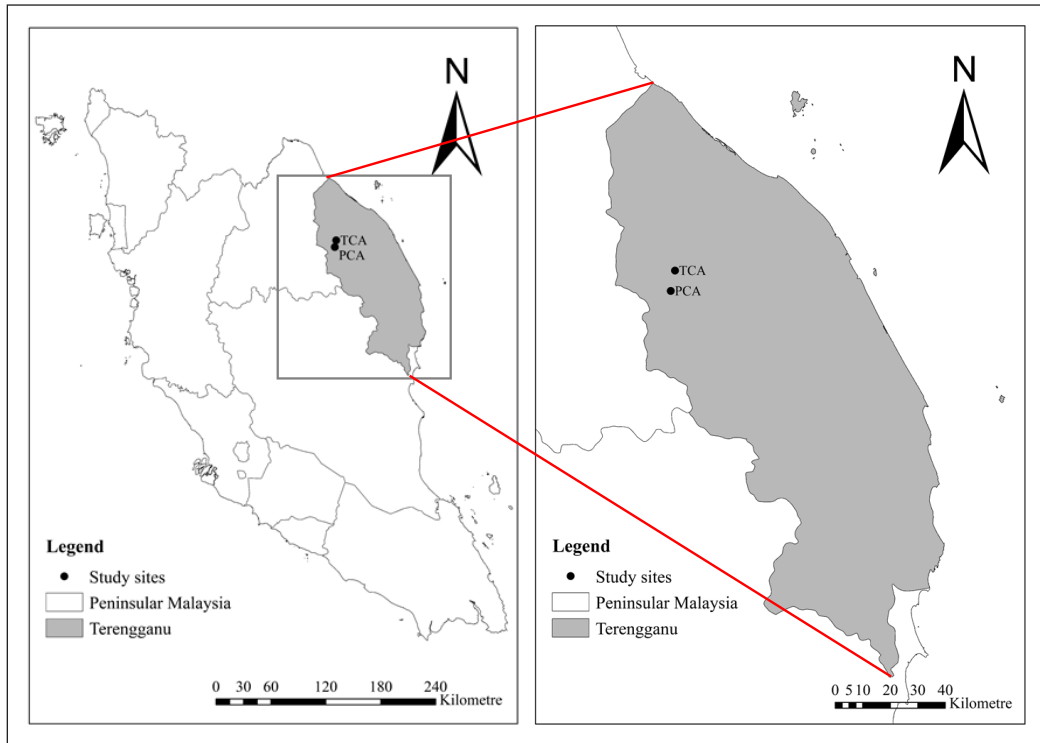 N
TCA
PCA
Legend
Study sites
Peninsular Malaysia
Terengganu
0 30 60 120 180 240
Kilometre
N
TCA
PCA
Legend
Study sites
Peninsular Malaysia
Terengganu
0 5 10 20 30 40
Kilometre